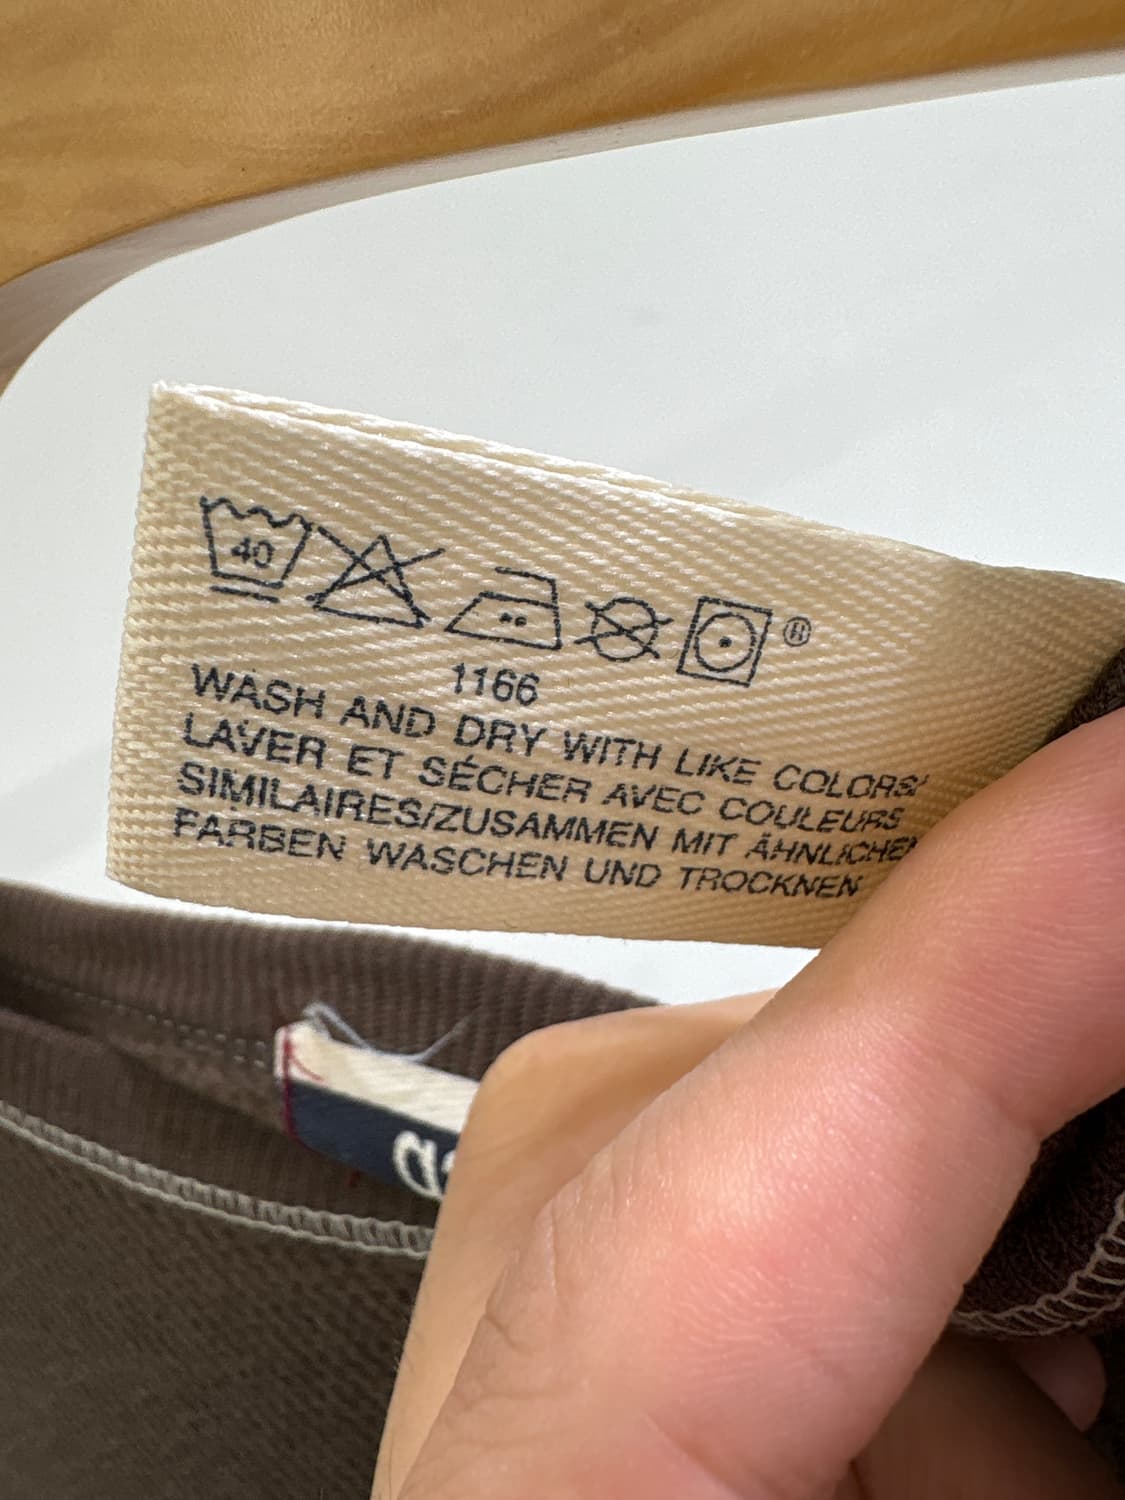 40
®
1166
WASH AND DRY WITH LIKE COLORS/
LAVER ET SÉCHER AVEC COULEURS
SIMILAIRES/ZUSAMMEN MIT ÄHNLICHEN
FARBEN WASCHEN UND TROCKNEN